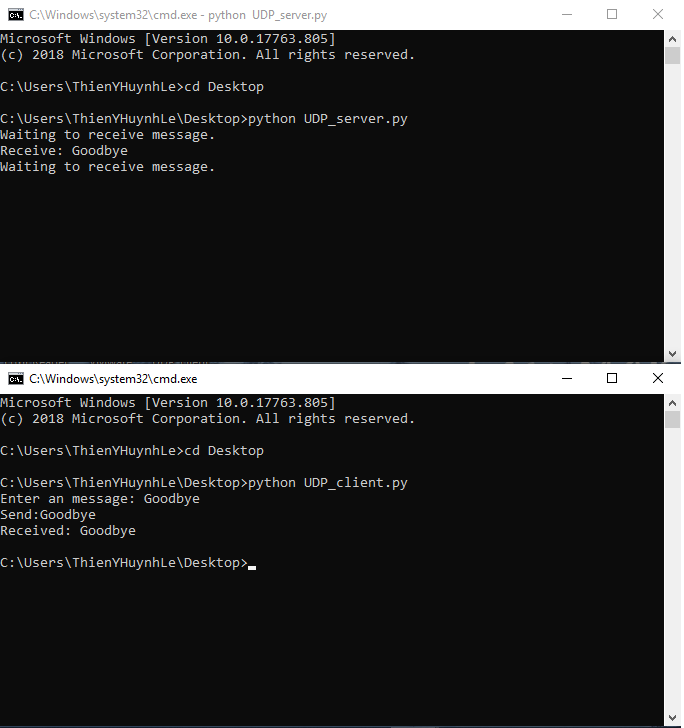 C:\Windows\system32\cmd.exe - python  UDP_server.py
Microsoft Windows [Version 10.0.17763.805]
(c) 2018 Microsoft Corporation. All rights reserved.
C:\Users\ThienYHuynhLe>cd Desktop
C:\Users\ThienYHuynhLe\Desktop>python UDP_server.py
Waiting to receive message.
Receive: Goodbye
Waiting to receive message.
C:\Windows\system32\cmd.exe
Microsoft Windows [Version 10.0.17763.805]
(c) 2018 Microsoft Corporation. All rights reserved.
C:\Users\ThienYHuynhLe>cd Desktop
C:\Users\ThienYHuynhLe\Desktop>python UDP_client.py
Enter an message: Goodbye
Send:Goodbye
Received: Goodbye
C:\Users\ThienYHuynhLe\Desktop>